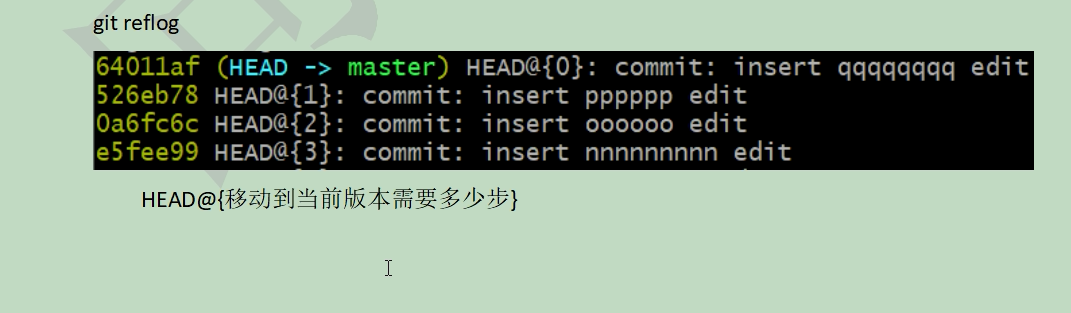 git reflog
64011af (HEAD -> master) HEAD@{0}: commit: insert qqqqqqqq edit
526eb78 HEAD@{1}: commit: insert pppppp edit
0a6fc6c HEAD@{2}: commit: insert oooooo edit
e5fee99 HEAD@{3}: commit: insert nnnnnnnnn edit
HEAD@{移动到当前版本需要多少步}